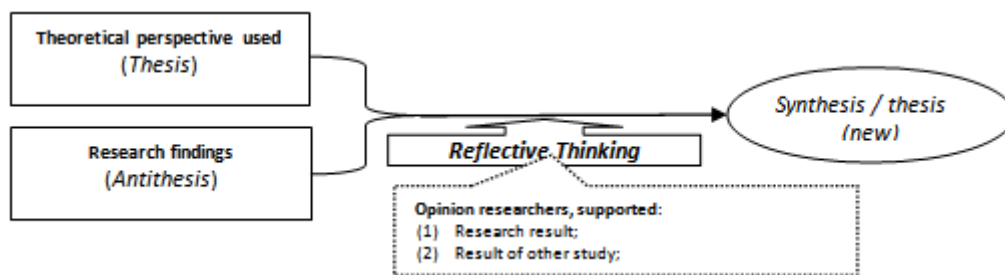 Theoretical perspective used
(Thesis)
Research findings
(Antithesis)
Reflective Thinking
Synthesis / thesis
(new)
Opinion researchers, supported:
(1) Research result;
(2) Result of other study;